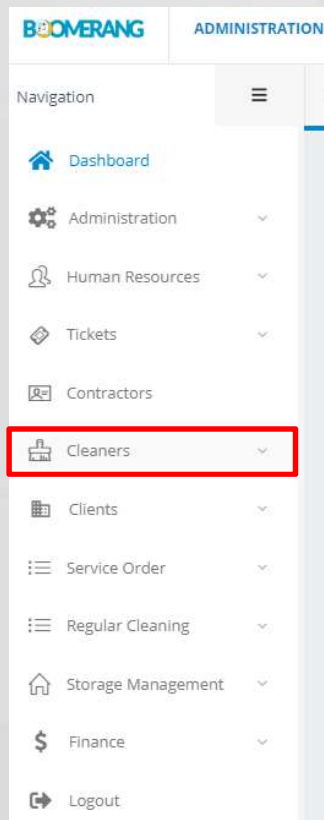 BOOMERANG ADMINISTRATION
Navigation
Dashboard
Administration
Human Resources
Tickets
Contractors
Cleaners
Clients
Service Order
Regular Cleaning
Storage Management
Finance
Logout